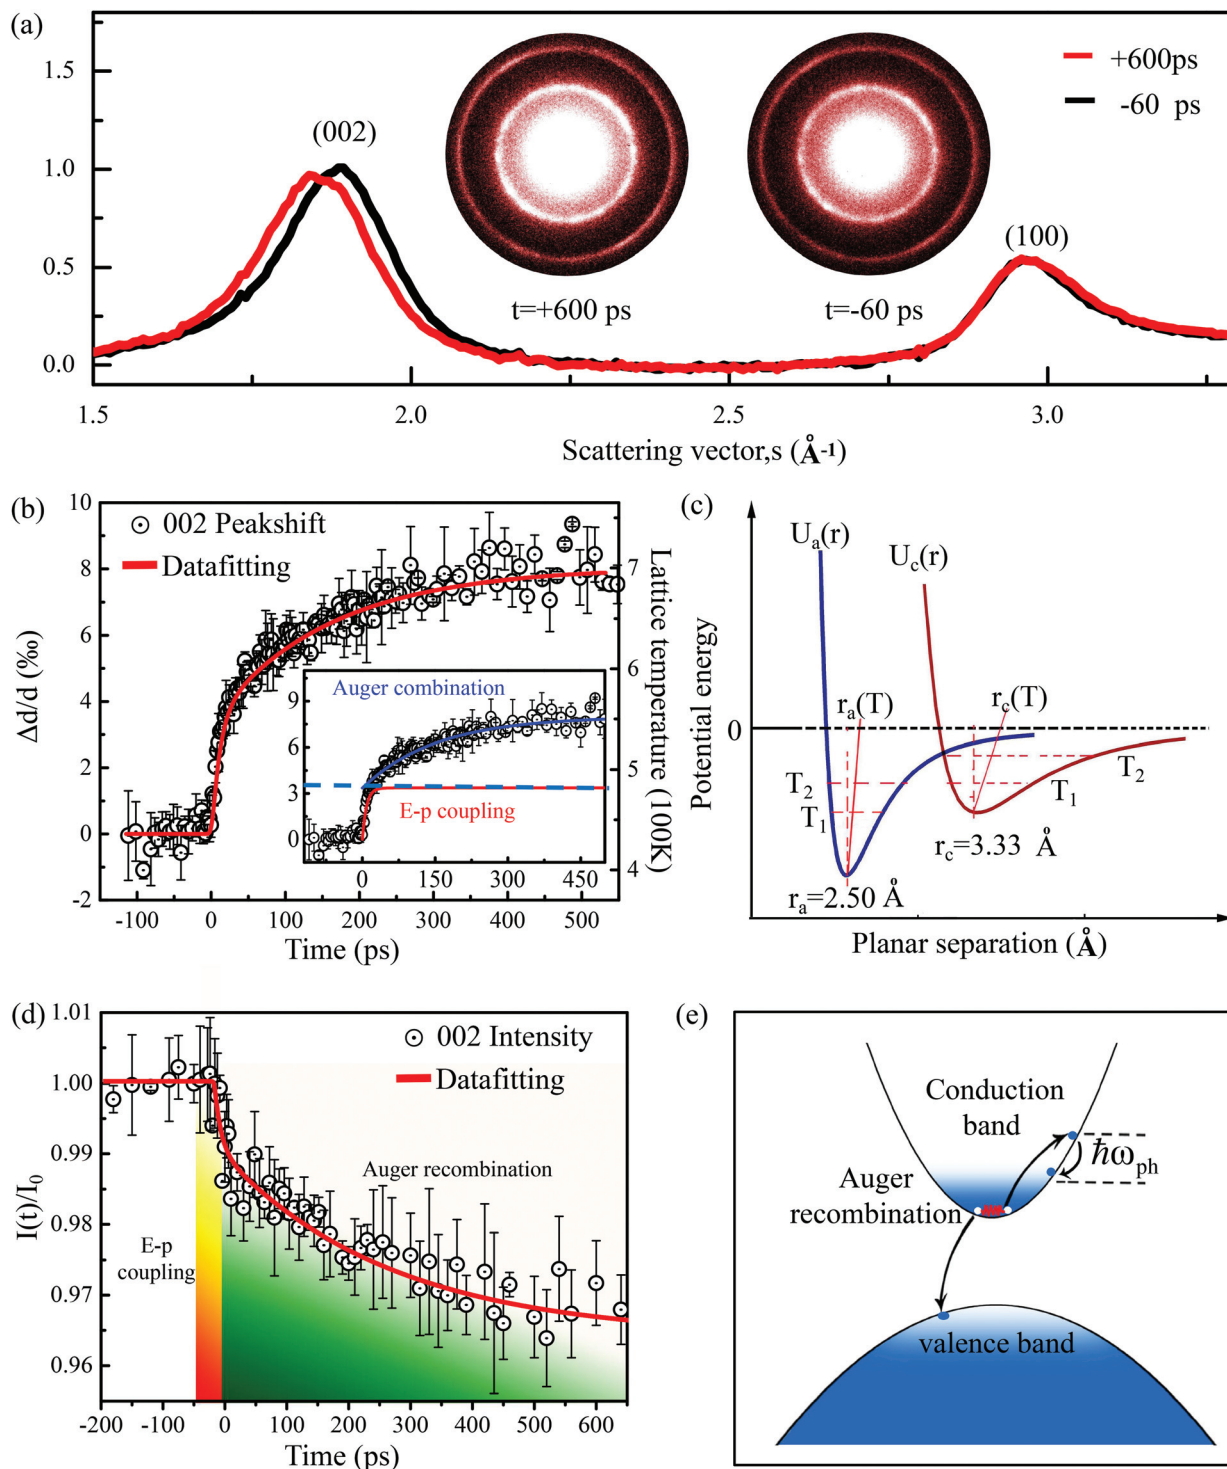 (a)
1.5
1.0
0.5
0.0
(002)
(100)
+600ps
-60 ps
t=+600 ps
t=-60 ps
1.5
2.0
2.5
3.0
Scattering vector,s (Å⁻¹)
(b)
10
8
6
4
2
0
-2
Δd/d (‰)
002 Peakshift
Datafitting
7
6
5
4
Lattice temperature (100K)
9
6
3
0
Auger combination
E-p coupling
0
150
300
450
-100
0
100
200
300
400
500
Time (ps)
(c)
Potential energy
0
Uₐ(r)
U_c(r)
rₐ(T)
r_c(T)
T₂
T₁
T₂
T₁
r_c=3.33 Å
rₐ=2.50 Å
Planar separation (Å)
(d)
1.01
1.00
0.99
0.98
0.97
0.96
I(t)/I₀
002 Intensity
Datafitting
Auger recombination
E-p
coupling
-200
-100
0
100
200
300
400
500
600
Time (ps)
(e)
Conduction
band
ħω_ph
Auger
recombination
valence band